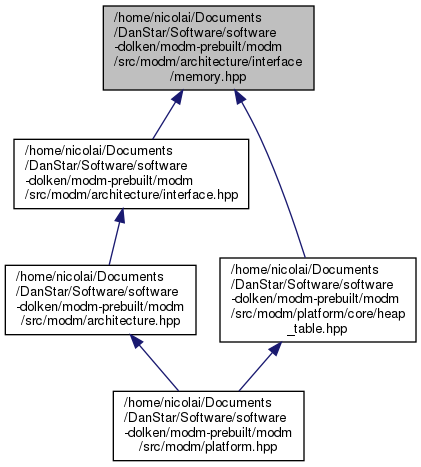 /home/nicolai/Documents
/DanStar/Software/software
-dolken/modm-prebuilt/modm
/src/modm/architecture/interface
/memory.hpp
/home/nicolai/Documents
/DanStar/Software/software
-dolken/modm-prebuilt/modm
/src/modm/architecture/interface.hpp
/home/nicolai/Documents
/DanStar/Software/software
-dolken/modm-prebuilt/modm
/src/modm/architecture.hpp
/home/nicolai/Documents
/DanStar/Software/software
-dolken/modm-prebuilt/modm
/src/modm/platform/core/heap
_table.hpp
/home/nicolai/Documents
/DanStar/Software/software
-dolken/modm-prebuilt/modm
/src/modm/platform.hpp